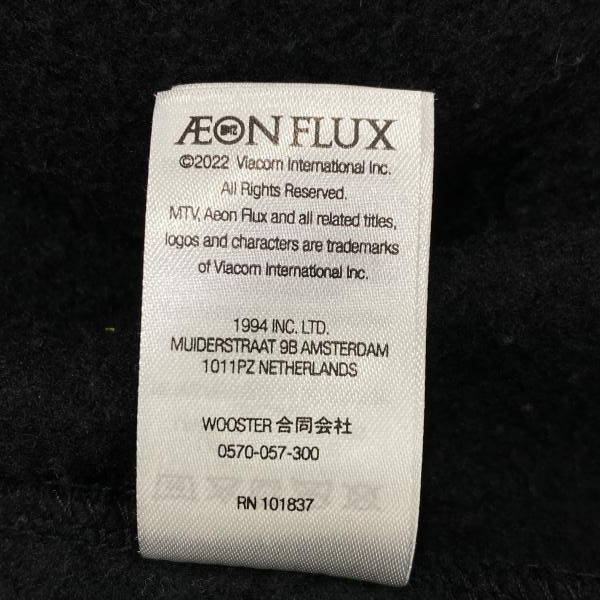 ÆON FLUX
©2022 Viacom International Inc.
All Rights Reserved.
MTV, Aeon Flux and all related titles,
logos and characters are trademarks
of Viacom International Inc.
1994 INC. LTD.
MUIDERSTRAAT 9B AMSTERDAM
1011PZ NETHERLANDS
WOOSTER 合同会社
0570-057-300
RN 101837